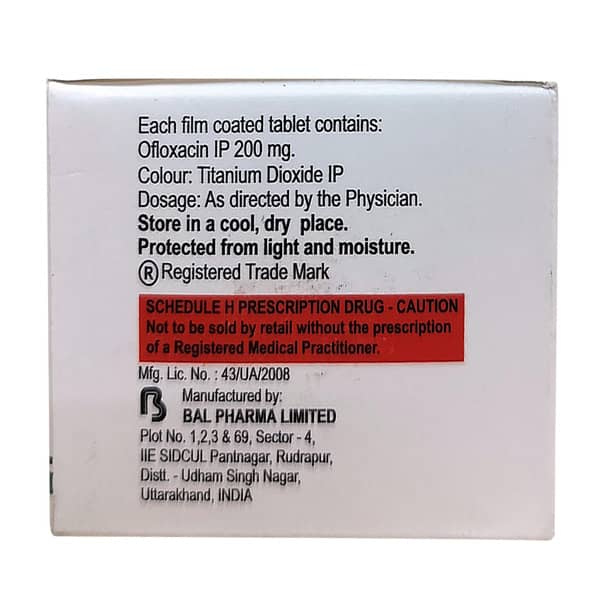 Each film coated tablet contains:
Ofloxacin IP 200 mg.
Colour: Titanium Dioxide IP
Dosage: As directed by the Physician.
Store in a cool, dry place.
Protected from light and moisture.
® Registered Trade Mark
SCHEDULE H PRESCRIPTION DRUG - CAUTION
Not to be sold by retail without the prescription
of a Registered Medical Practitioner.
Mfg. Lic. No. : 43/UA/2008
Manufactured by:
BAL PHARMA LIMITED
Plot No. 1,2,3 & 69, Sector - 4,
IIE SIDCUL Pantnagar, Rudrapur,
Distt. - Udham Singh Nagar,
Uttarakhand, INDIA